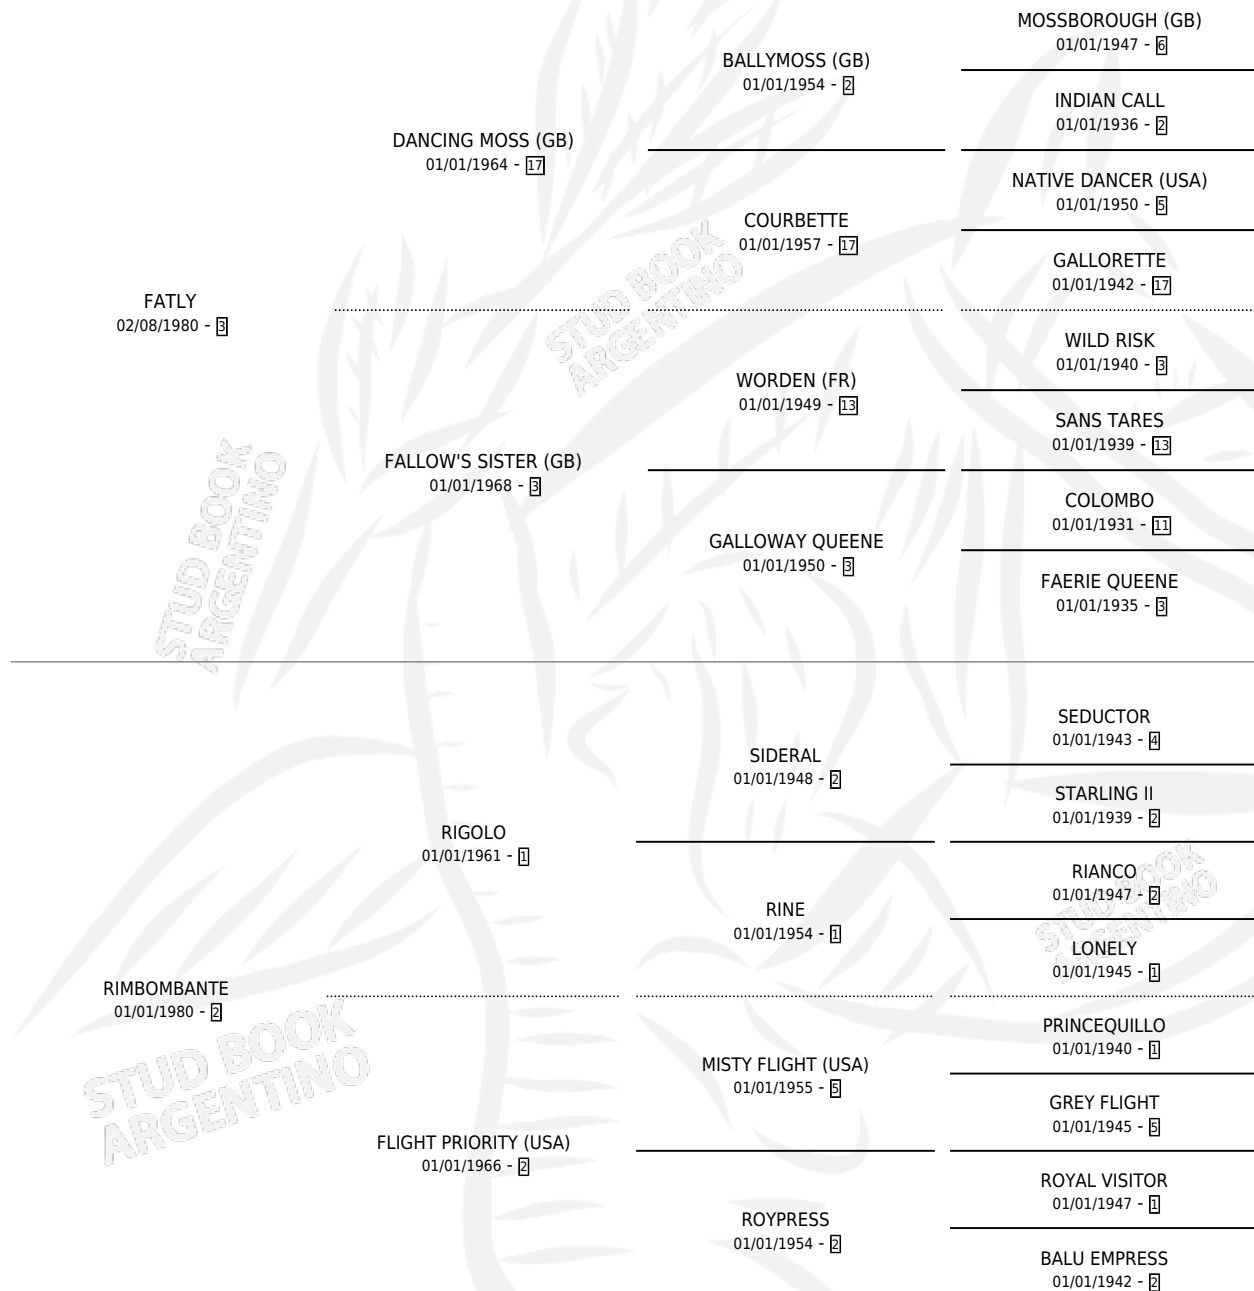 MOSSBOROUGH (GB)
01/01/1947 - 6
BALLYMOSS (GB)
01/01/1954 - 2
INDIAN CALL
01/01/1936 - 2
DANCING MOSS (GB)
01/01/1964 - 17
NATIVE DANCER (USA)
01/01/1950 - 5
COURBETTE
01/01/1957 - 17
GALLORETTE
01/01/1942 - 17
FATLY
02/08/1980 - 3
WILD RISK
01/01/1940 - 3
WORDEN (FR)
01/01/1949 - 13
SANS TARES
01/01/1939 - 13
FALLOW'S SISTER (GB)
01/01/1968 - 3
COLOMBO
01/01/1931 - 11
GALLOWAY QUEENE
01/01/1950 - 3
FAERIE QUEENE
01/01/1935 - 3
STUD BOOK
ARGENTINO
STUD BOOK
ARGENTINO
SEDUCTOR
01/01/1943 - 4
SIDERAL
01/01/1948 - 2
STARLING II
01/01/1939 - 2
RIGOLO
01/01/1961 - 1
RIANCO
01/01/1947 - 2
RINE
01/01/1954 - 1
LONELY
01/01/1945 - 1
STUD BOOK
ARGENTINO
RIMBOMBANTE
01/01/1980 - 2
PRINCEQUILLO
01/01/1940 - 1
MISTY FLIGHT (USA)
01/01/1955 - 5
GREY FLIGHT
01/01/1945 - 5
STUD BOOK
ARGENTINO
FLIGHT PRIORITY (USA)
01/01/1966 - 2
ROYAL VISITOR
01/01/1947 - 1
ROYPRESS
01/01/1954 - 2
BALU EMPRESS
01/01/1942 - 2